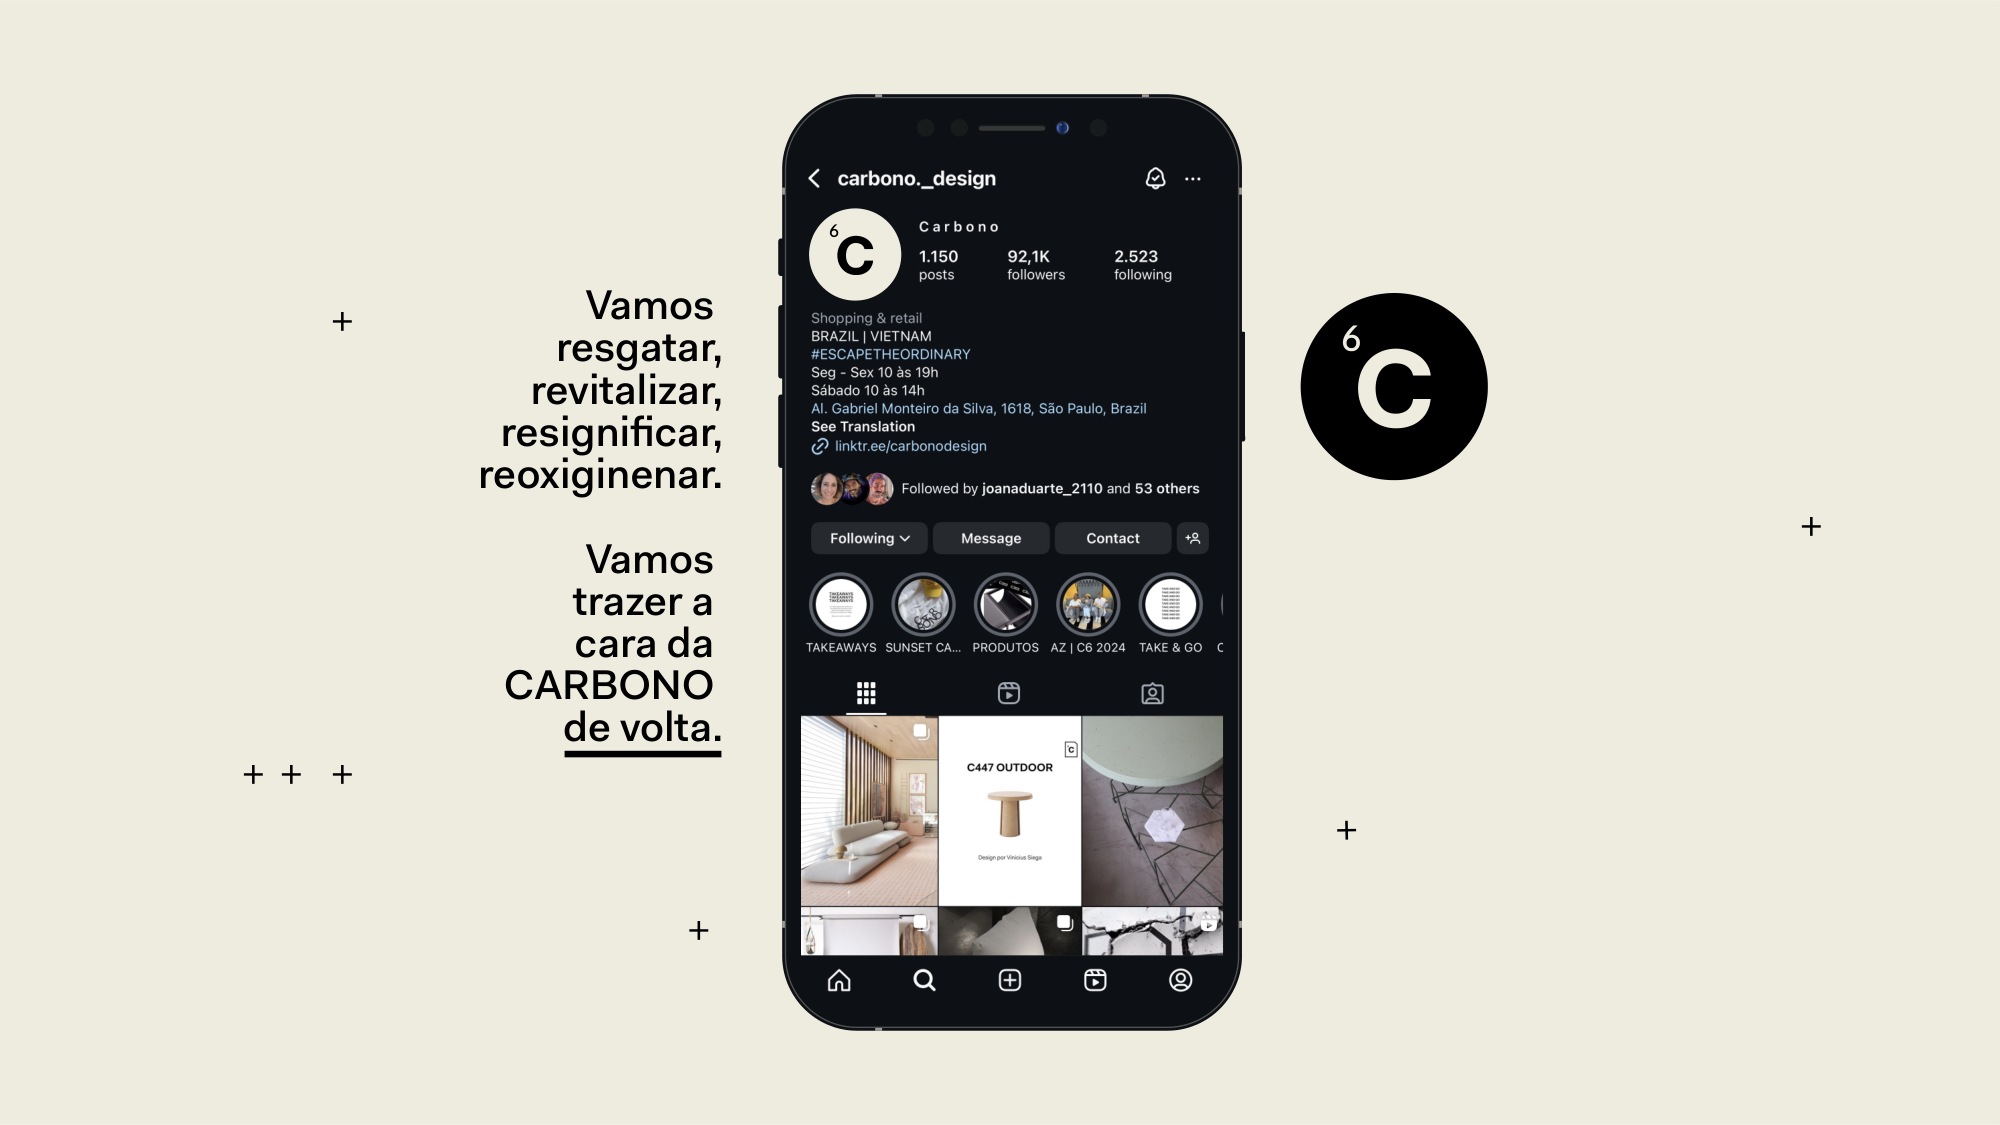 Vamos
resgatar,
revitalizar,
resignificar,
reoxiginenar.
Vamos
trazer a
cara da
CARBONO
de volta.
carbono._design
6
C
Carbono
1.150 92,1K 2.523
posts followers following
Shopping & retail
BRAZIL | VIETNAM
#ESCAPETHEORDINARY
Seg - Sex 10 às 19h
Sábado 10 às 14h
Al. Gabriel Monteiro da Silva, 1618, São Paulo, Brazil
See Translation
linktr.ee/carbonodesign
Followed by joanaduarte_2110 and 53 others
Following Message Contact
TAKEAWAYS
TAKEAWAYS
TAKEAWAYS
TAKEAWAYS SUNSET CA... PRODUTOS AZ | C6 2024 TAKE & GO C
C
C447 OUTDOOR
Design por Vinicius Siega
6
C